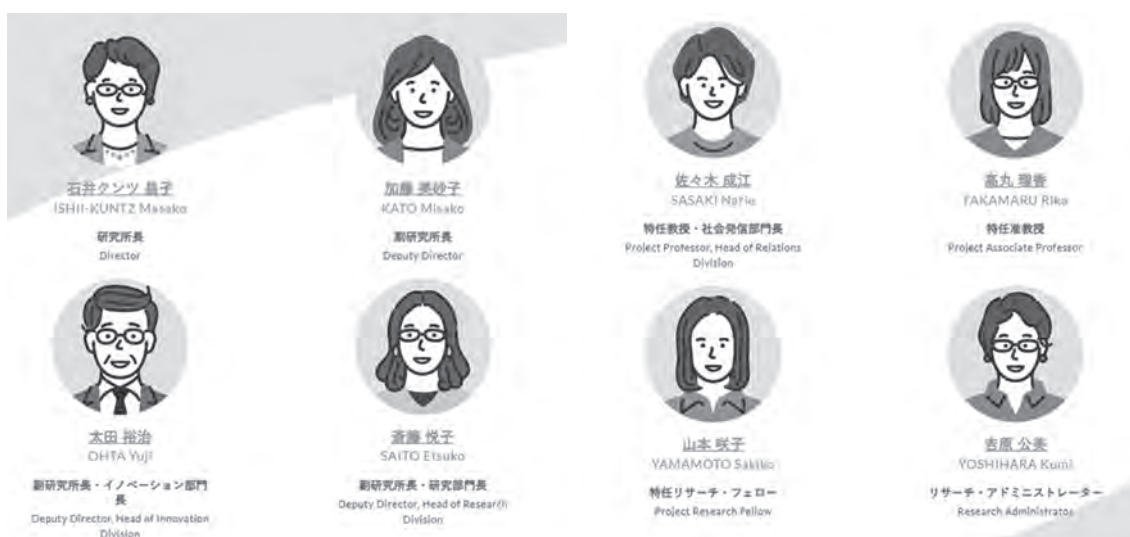 石井クンツ 昌子
ISHII-KUNTZ Masako
研究所長
Director
加藤 美砂子
KATO Misako
副研究所長
Deputy Director
佐々木 成江
SASAKI Narie
特任教授・社会発信部門長
Project Professor, Head of Relations
Division
高丸 理香
TAKAMARU Rika
特任准教授
Project Associate Professor
太田 裕治
OHTA Yuji
副研究所長・イノベーション部門
長
Deputy Director, Head of Innovation
Division
斎藤 悦子
SAITO Etsuko
副研究所長・研究部門長
Deputy Director, Head of Research
Division
山本 咲子
YAMAMOTO Sakiko
特任リサーチ・フェロー
Project Research Fellow
吉原 公美
YOSHIHARA Kumi
リサーチ・アドミニストレーター
Research Administrator